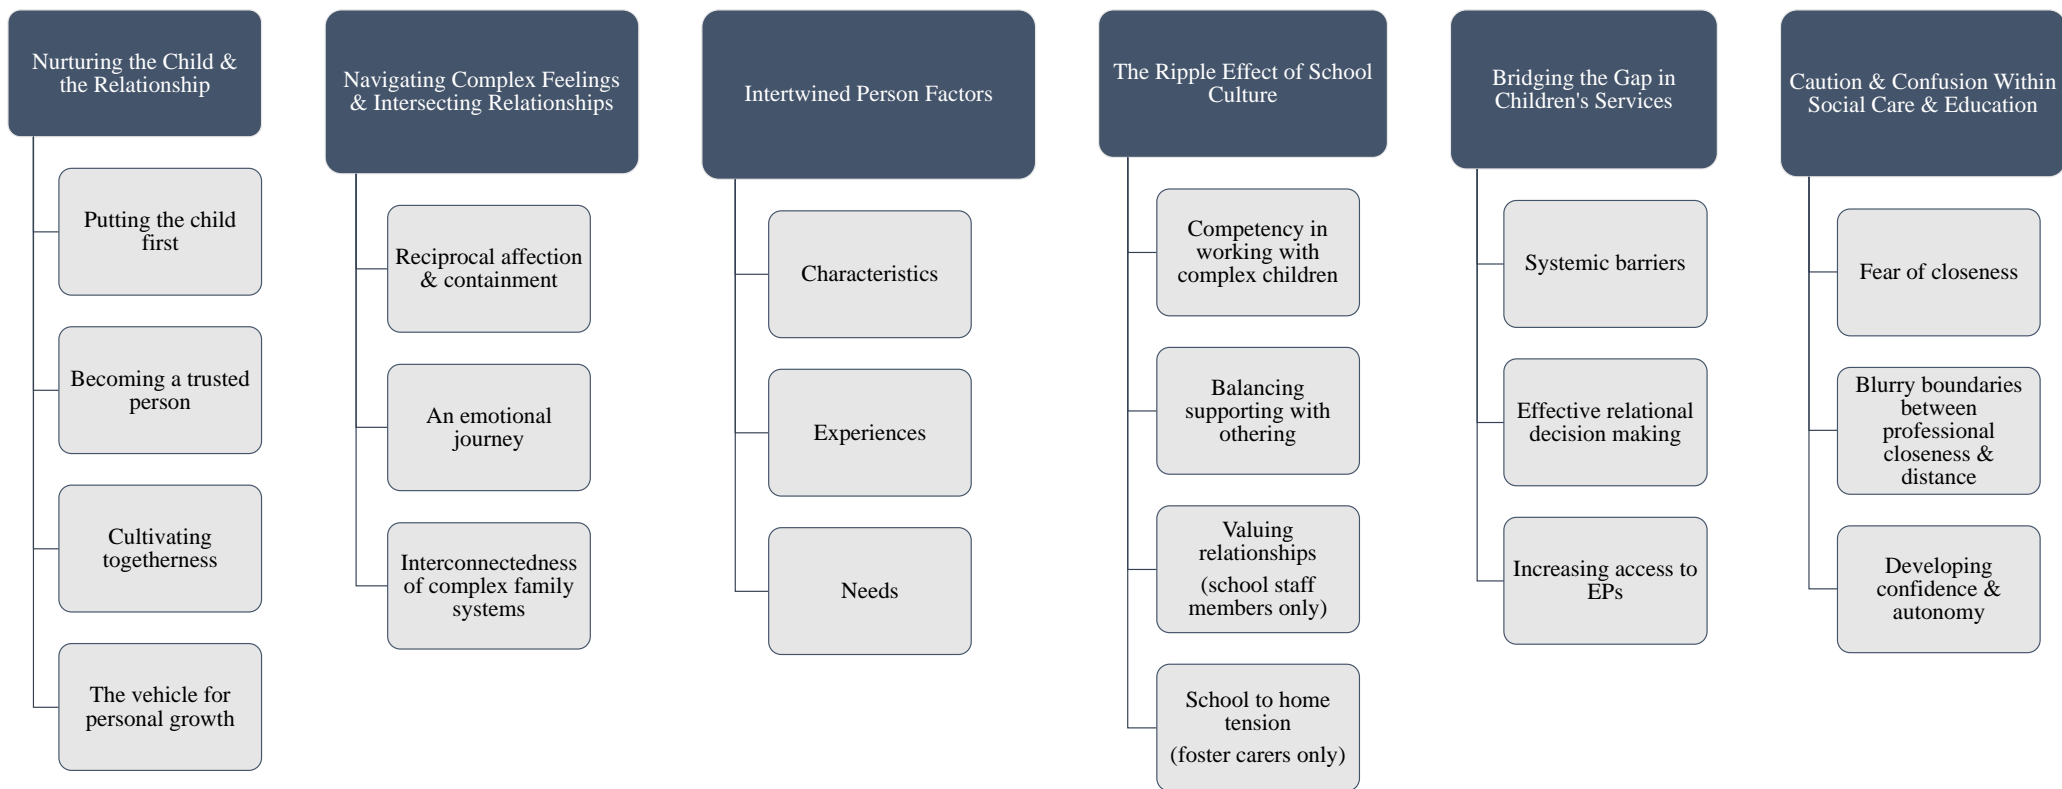 Nurturing the Child &
the Relationship
Putting the child
first
Becoming a trusted
person
Cultivating
togetherness
The vehicle for
personal growth
Navigating Complex Feelings
& Intersecting Relationships
Reciprocal affection
& containment
An emotional
journey
Interconnectedness
of complex family
systems
Intertwined Person Factors
Characteristics
Experiences
Needs
The Ripple Effect of School
Culture
Competency in
working with
complex children
Balancing
supporting with
othering
Valuing
relationships
(school staff
members only)
School to home
tension
(foster carers only)
Bridging the Gap in
Children's Services
Systemic barriers
Effective relational
decision making
Increasing access to
EPs
Caution & Confusion Within
Social Care & Education
Fear of closeness
Blurry boundaries
between
professional
closeness &
distance
Developing
confidence &
autonomy